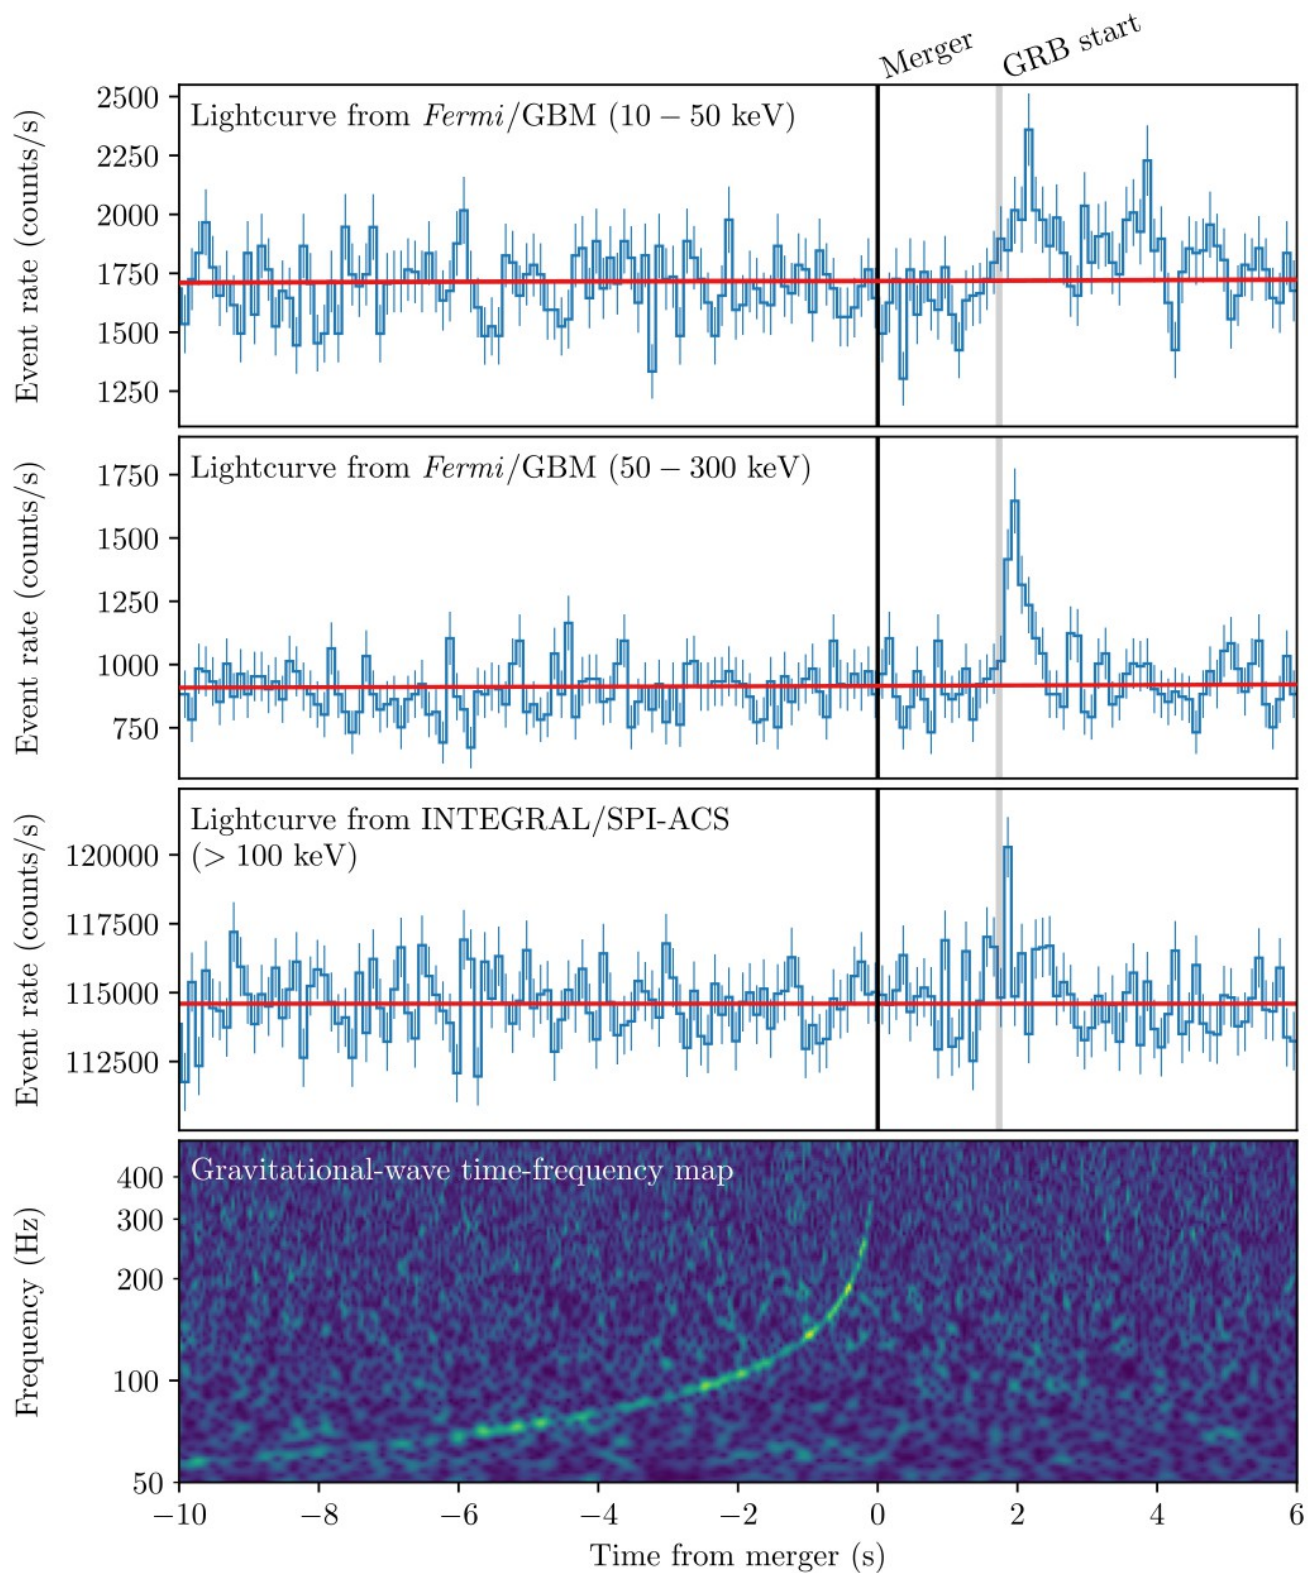 Merger
GRB start
Event rate (counts/s)
2500
2250
2000
1750
1500
1250
Lightcurve from Fermi/GBM (10 – 50 keV)
Event rate (counts/s)
1750
1500
1250
1000
750
Lightcurve from Fermi/GBM (50 – 300 keV)
Event rate (counts/s)
120000
117500
115000
112500
Lightcurve from INTEGRAL/SPI-ACS
(> 100 keV)
Frequency (Hz)
400
300
200
100
50
Gravitational-wave time-frequency map
−10 −8 −6 −4 −2 0 2 4 6
Time from merger (s)